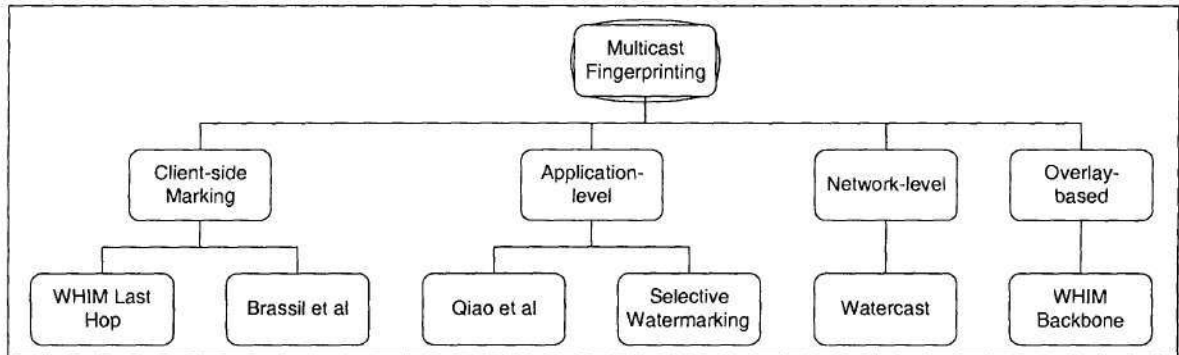 Multicast
Fingerprinting
Client-side
Marking
Application-
level
Network-level
Overlay-
based
WHIM Last
Hop
Brassil et al
Qiao et al
Selective
Watermarking
Watercast
WHIM
Backbone